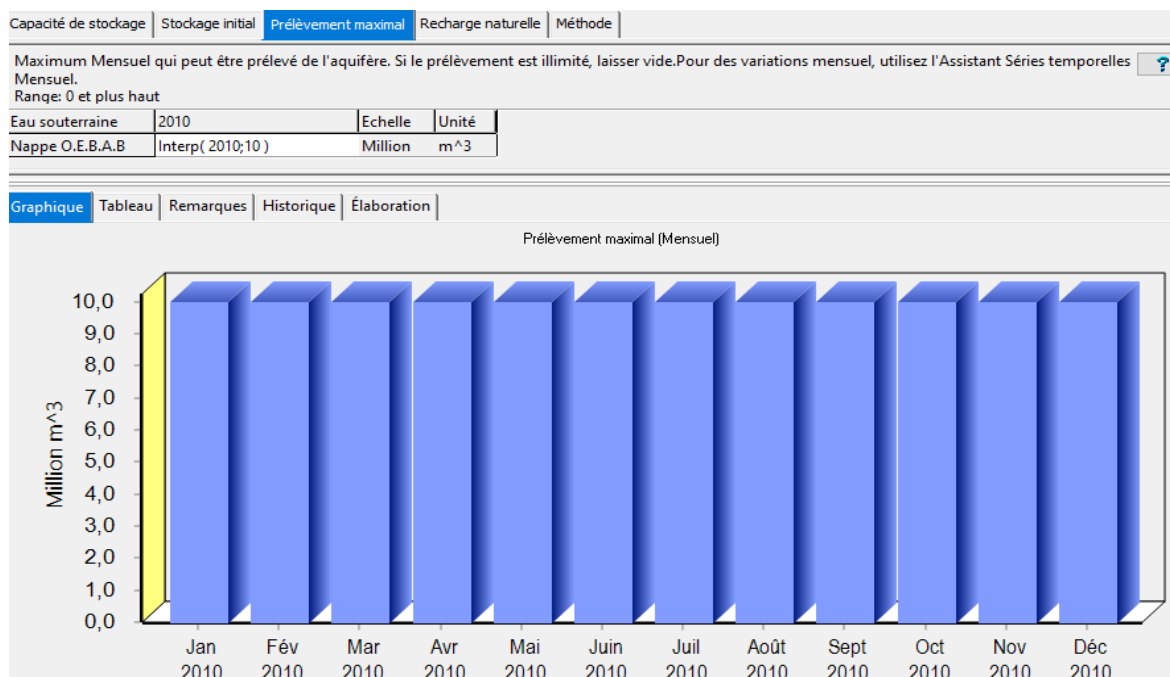 Capacité de stockage Stockage initial Prélèvement maximal Recharge naturelle Méthode
Maximum Mensuel qui peut être prélevé de l'aquifère. Si le prélèvement est illimité, laisser vide.Pour des variations mensuel, utilisez l'Assistant Séries temporelles ?
Mensuel.
Range: 0 et plus haut
Eau souterraine 2010 Echelle Unité
Nappe O.E.B.A.B Interp( 2010;10 ) Million m^3
Graphique Tableau Remarques Historique Élaboration
Prélèvement maximal (Mensuel)
10,0
9,0
8,0
7,0
6,0
5,0
4,0
3,0
2,0
1,0
0,0
Million m^3
Jan Fév Mar Avr Mai Juin Juil Août Sept Oct Nov Déc
2010 2010 2010 2010 2010 2010 2010 2010 2010 2010 2010 2010